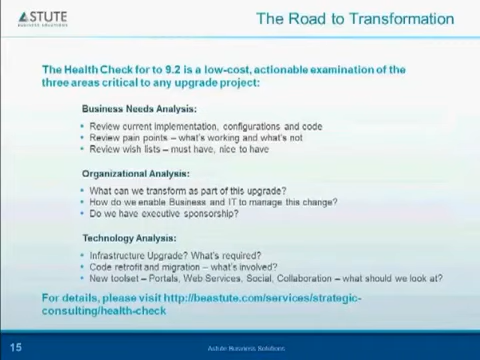 ASTUTE
BUSINESS SOLUTIONS
The Road to Transformation
The Health Check for to 9.2 is a low-cost, actionable examination of the
three areas critical to any upgrade project:
Business Needs Analysis:
• Review current implementation, configurations and code
• Review pain points – what's working and what's not
• Review wish lists – must have, nice to have
Organizational Analysis:
• What can we transform as part of this upgrade?
• How do we enable Business and IT to manage this change?
• Do we have executive sponsorship?
Technology Analysis:
• Infrastructure Upgrade? What's required?
• Code retrofit and migration – what's involved?
• New toolset – Portals, Web Services, Social, Collaboration – what should we look at?
For details, please visit http://beastute.com/services/strategic-
consulting/health-check
15
Astute Business Solutions